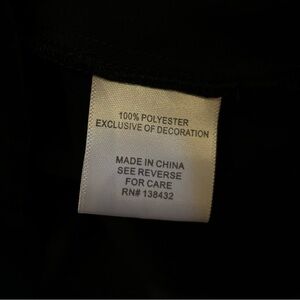 100% POLYESTER
EXCLUSIVE OF DECORATION
MADE IN CHINA
SEE REVERSE
FOR CARE
RN# 138432